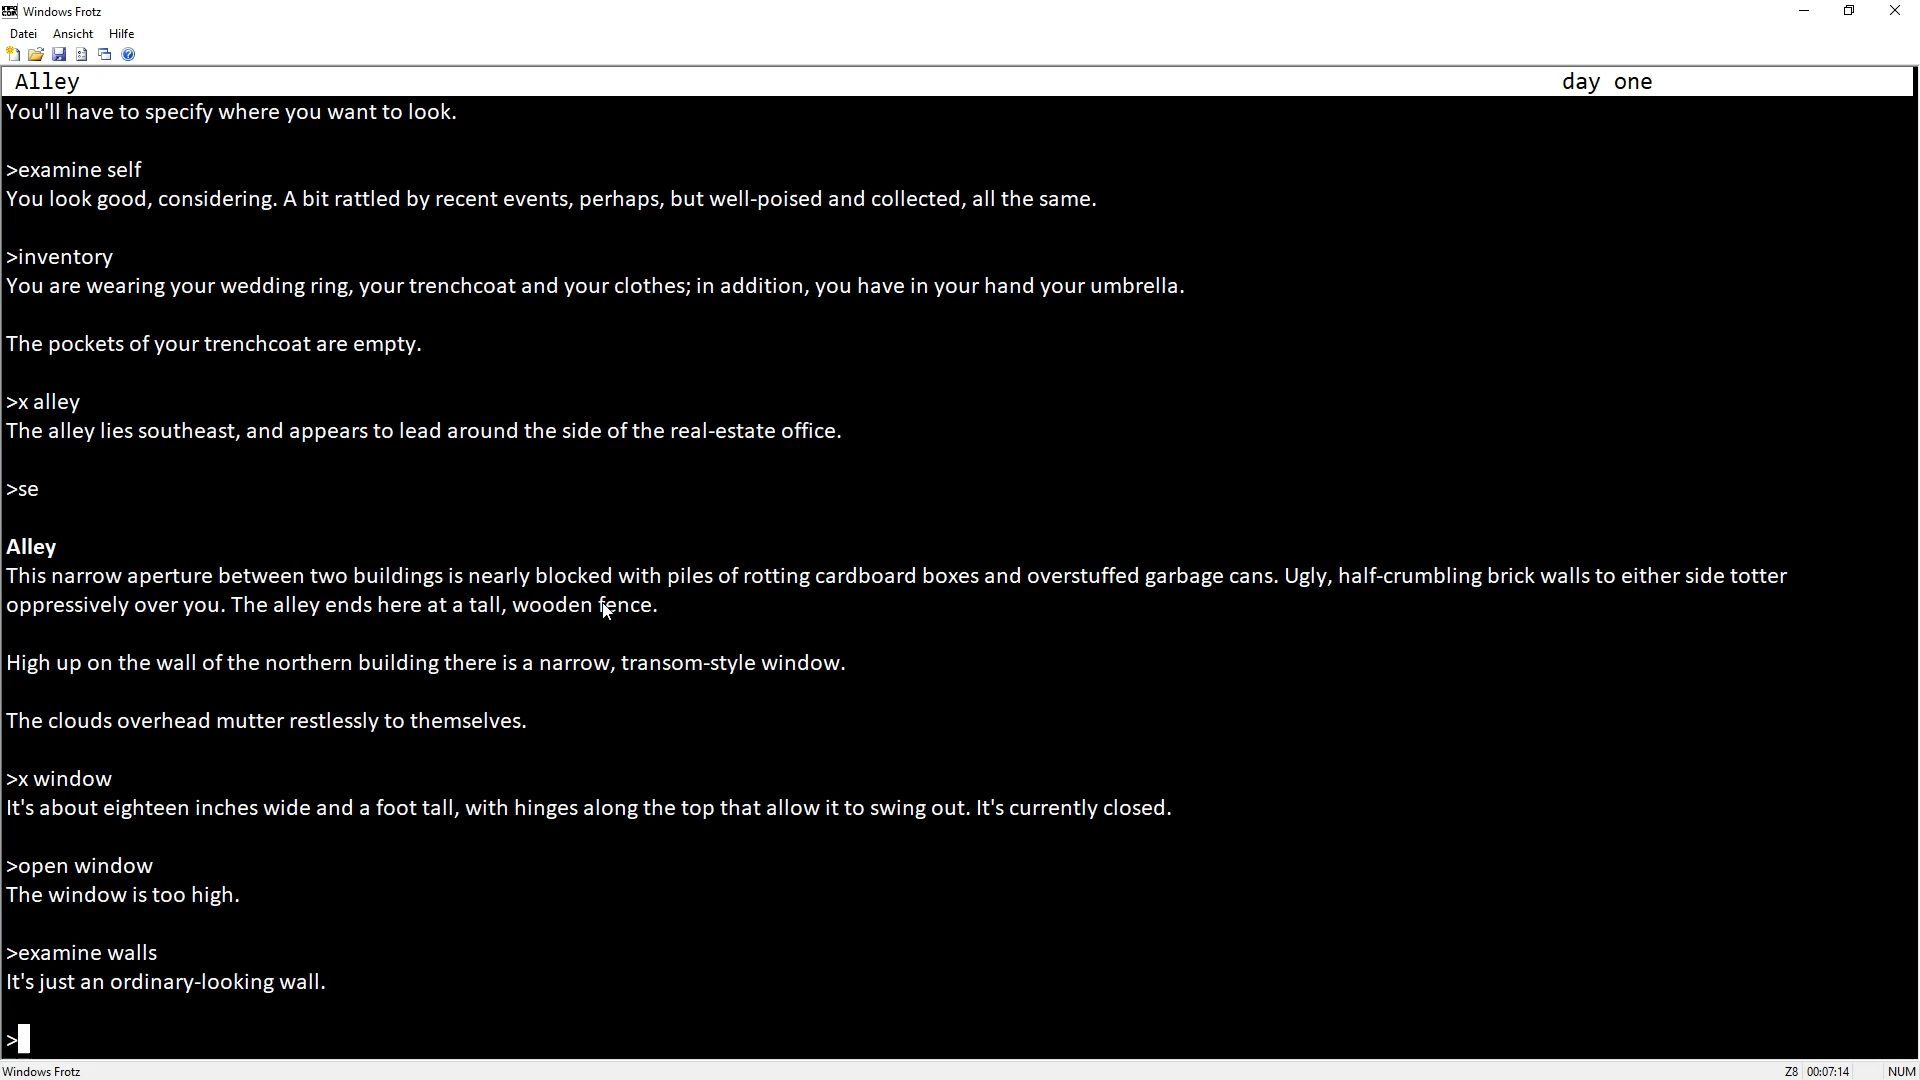 Windows Frotz
Datei Ansicht Hilfe
Alley day one
You'll have to specify where you want to look.
>examine self
You look good, considering. A bit rattled by recent events, perhaps, but well-poised and collected, all the same.
>inventory
You are wearing your wedding ring, your trenchcoat and your clothes; in addition, you have in your hand your umbrella.
The pockets of your trenchcoat are empty.
>x alley
The alley lies southeast, and appears to lead around the side of the real-estate office.
>se
Alley
This narrow aperture between two buildings is nearly blocked with piles of rotting cardboard boxes and overstuffed garbage cans. Ugly, half-crumbling brick walls to either side totter
oppressively over you. The alley ends here at a tall, wooden fence.
High up on the wall of the northern building there is a narrow, transom-style window.
The clouds overhead mutter restlessly to themselves.
>x window
It's about eighteen inches wide and a foot tall, with hinges along the top that allow it to swing out. It's currently closed.
>open window
The window is too high.
>examine walls
It's just an ordinary-looking wall.
>
Windows Frotz Z8 00:07:14 NUM